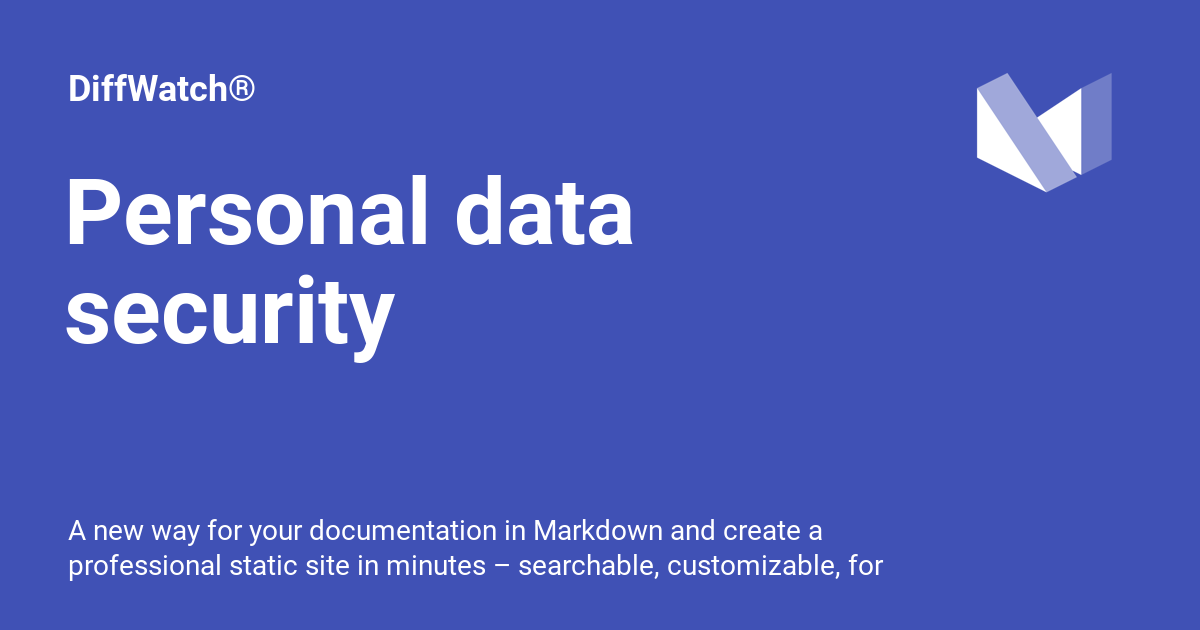 DiffWatch®
Personal data
security
A new way for your documentation in Markdown and create a
professional static site in minutes – searchable, customizable, for